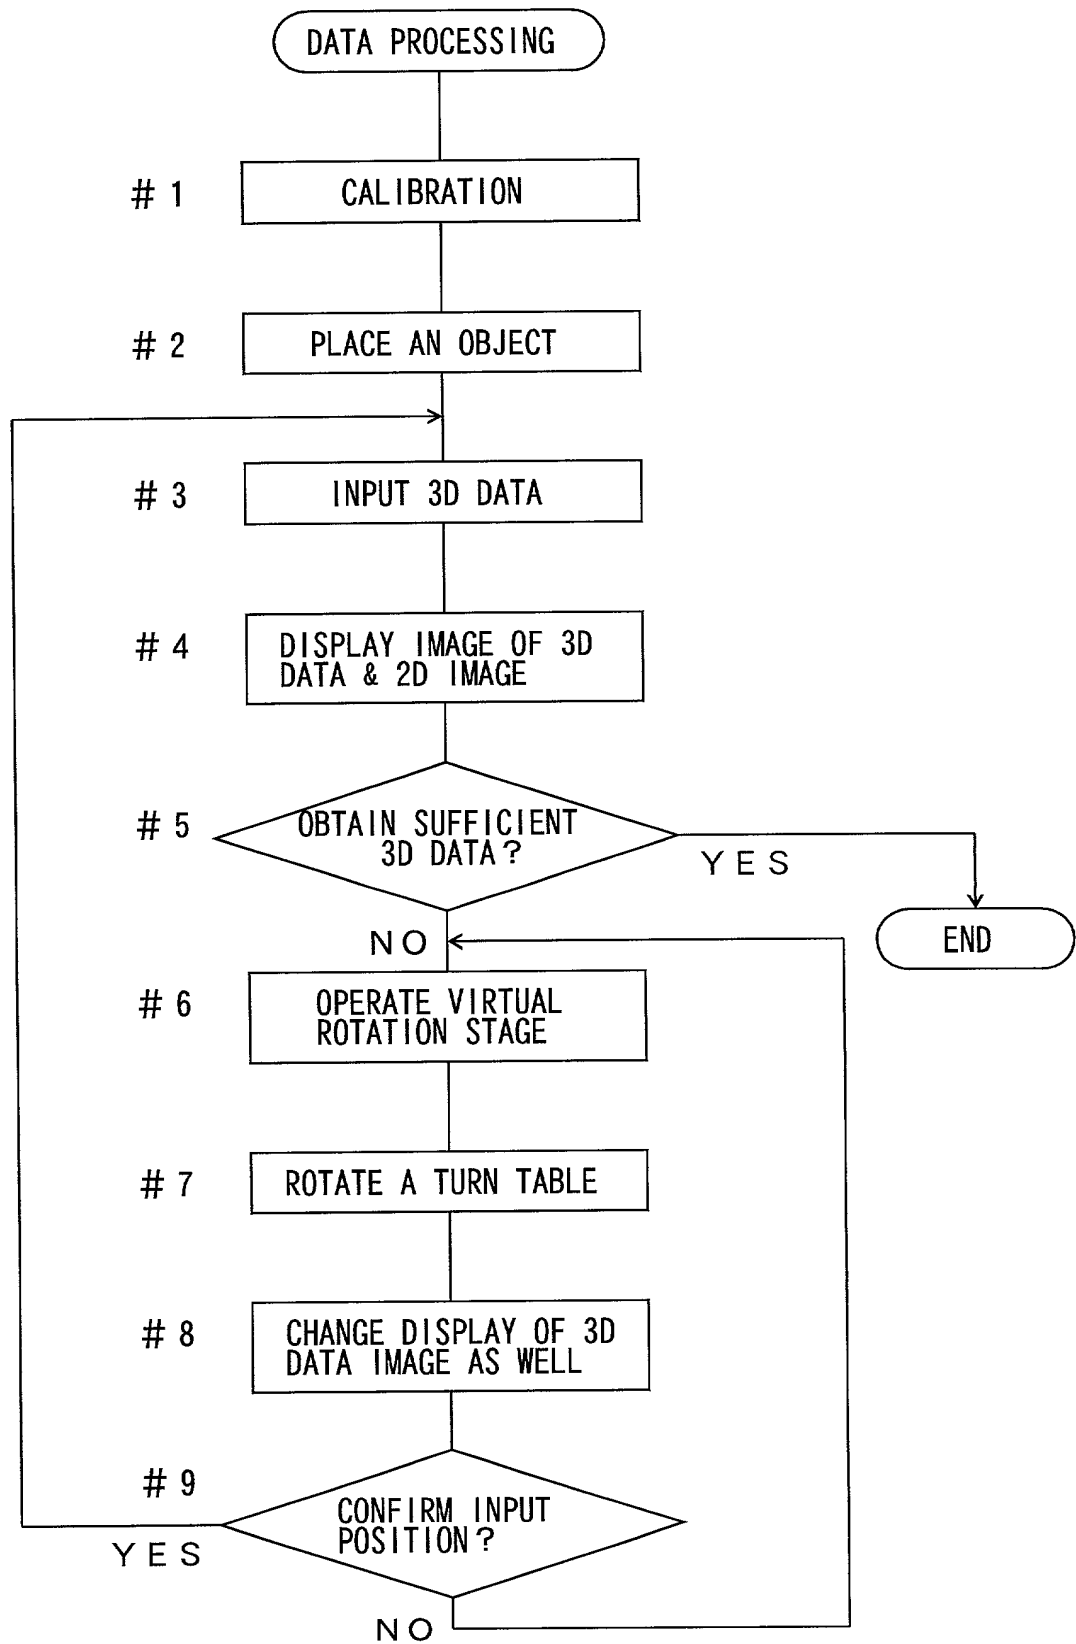 DATA PROCESSING
# 1
CALIBRATION
# 2
PLACE AN OBJECT
# 3
INPUT 3D DATA
# 4
DISPLAY IMAGE OF 3D
DATA & 2D IMAGE
# 5
OBTAIN SUFFICIENT
3D DATA?
YES
END
NO
# 6
OPERATE VIRTUAL
ROTATION STAGE
# 7
ROTATE A TURN TABLE
# 8
CHANGE DISPLAY OF 3D
DATA IMAGE AS WELL
# 9
CONFIRM INPUT
POSITION?
YES
NO